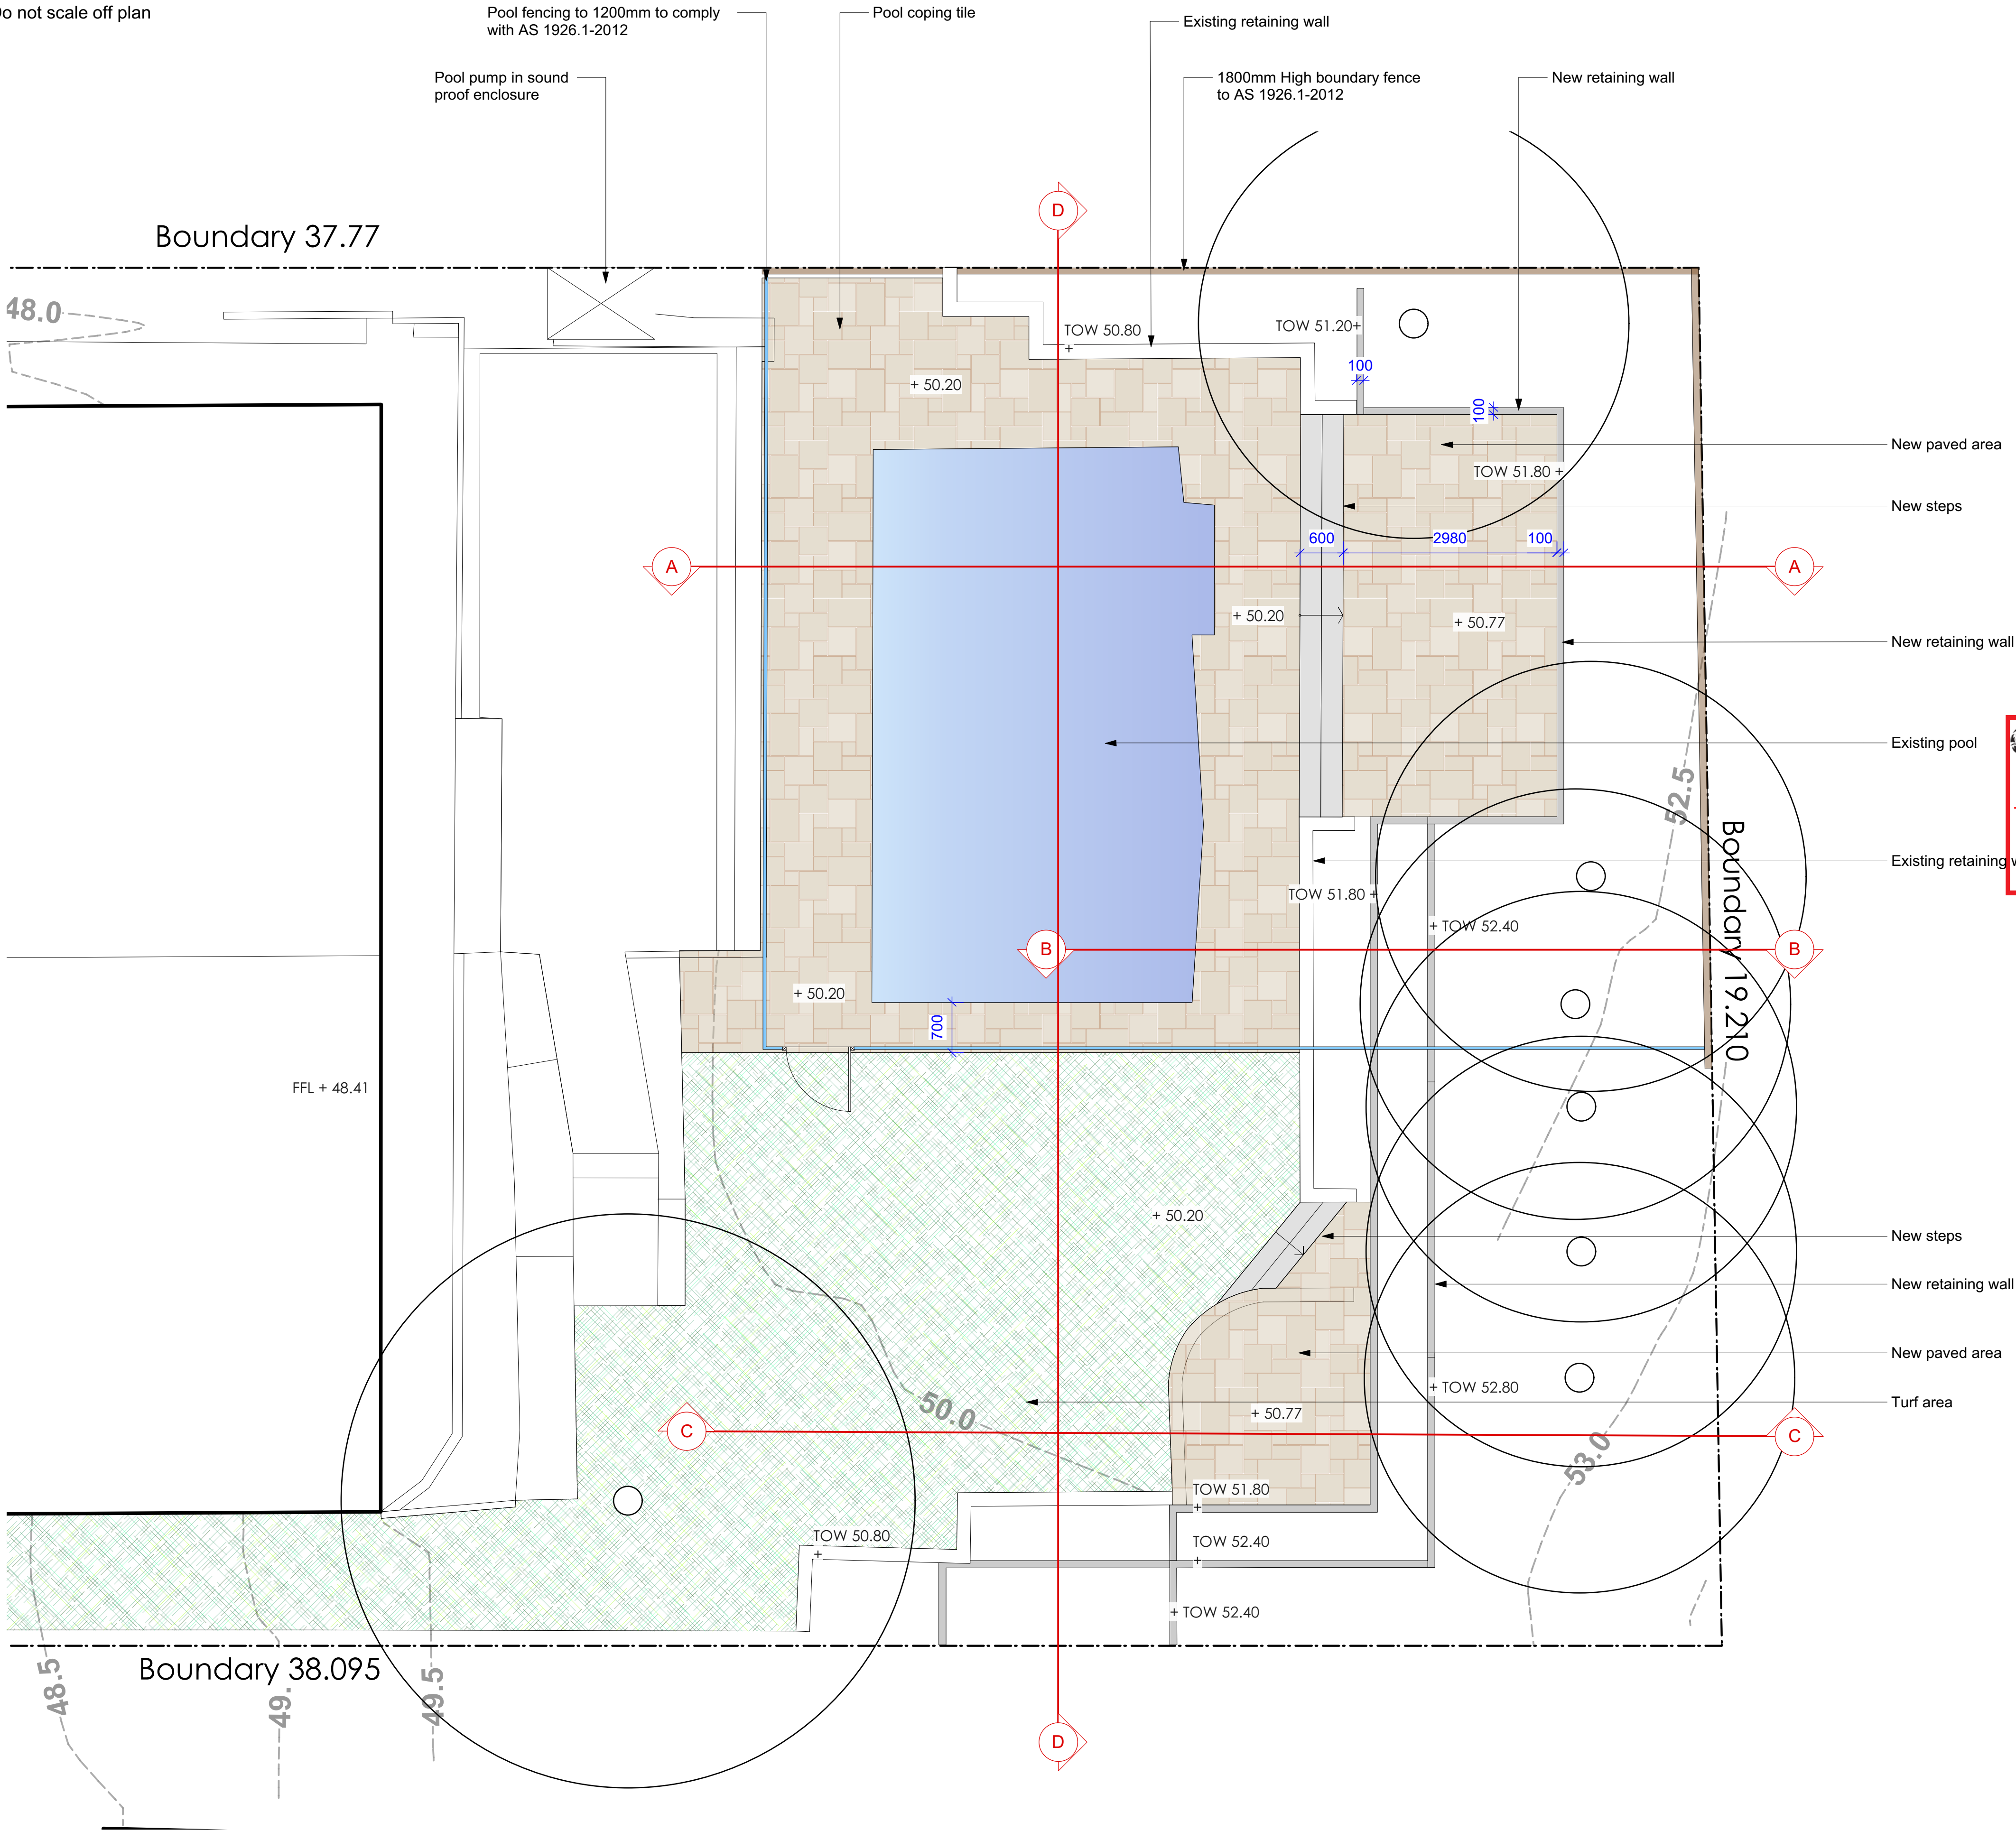 Do not scale off plan
Pool fencing to 1200mm to comply
with AS 1926.1-2012
Pool coping tile
Existing retaining wall
Pool pump in sound
proof enclosure
1800mm High boundary fence
to AS 1926.1-2012
New retaining wall
D
Boundary 37.77
48.0
TOW 50.80
+
TOW 51.20+
100
+ 50.20
100
New paved area
TOW 51.80 +
New steps
600
2980
100
A
A
+ 50.20
+ 50.77
New retaining wall
Existing pool
52.5
Boundary 19.210
Existing retaining w
TOW 51.80 +
+ TOW 52.40
B
B
+ 50.20
700
FFL + 48.41
+ 50.20
New steps
New retaining wall
New paved area
+ TOW 52.80
50.0
Turf area
+ 50.77
C
C
53.0
TOW 51.80
+
TOW 50.80
+
TOW 52.40
+
+ TOW 52.40
Boundary 38.095
48.5
49.
49.5
D